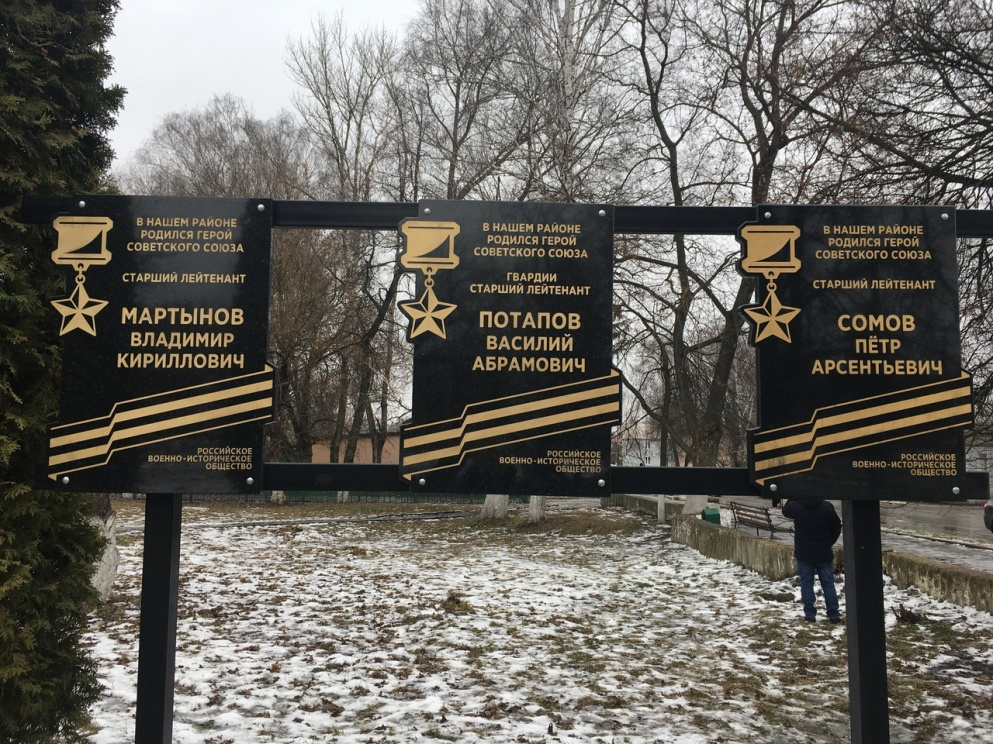 В НАШЕМ РАЙОНЕ
РОДИЛСЯ ГЕРОЙ
СОВЕТСКОГО СОЮЗА
СТАРШИЙ ЛЕЙТЕНАНТ
МАРТЫНОВ
ВЛАДИМИР
КИРИЛЛОВИЧ
РОССИЙСКОЕ
ВОЕННО-ИСТОРИЧЕСКОЕ
ОБЩЕСТВО
В НАШЕМ РАЙОНЕ
РОДИЛСЯ ГЕРОЙ
СОВЕТСКОГО СОЮЗА
ГВАРДИИ
СТАРШИЙ ЛЕЙТЕНАНТ
ПОТАПОВ
ВАСИЛИЙ
АБРАМОВИЧ
РОССИЙСКОЕ
ВОЕННО-ИСТОРИЧЕСКОЕ
ОБЩЕСТВО
В НАШЕМ РАЙОНЕ
РОДИЛСЯ ГЕРОЙ
СОВЕТСКОГО СОЮЗА
СТАРШИЙ ЛЕЙТЕНАНТ
СОМОВ
ПЁТР
АРСЕНТЬЕВИЧ
РОССИЙСКОЕ
ВОЕННО-ИСТОРИЧЕСКОЕ
ОБЩЕСТВО